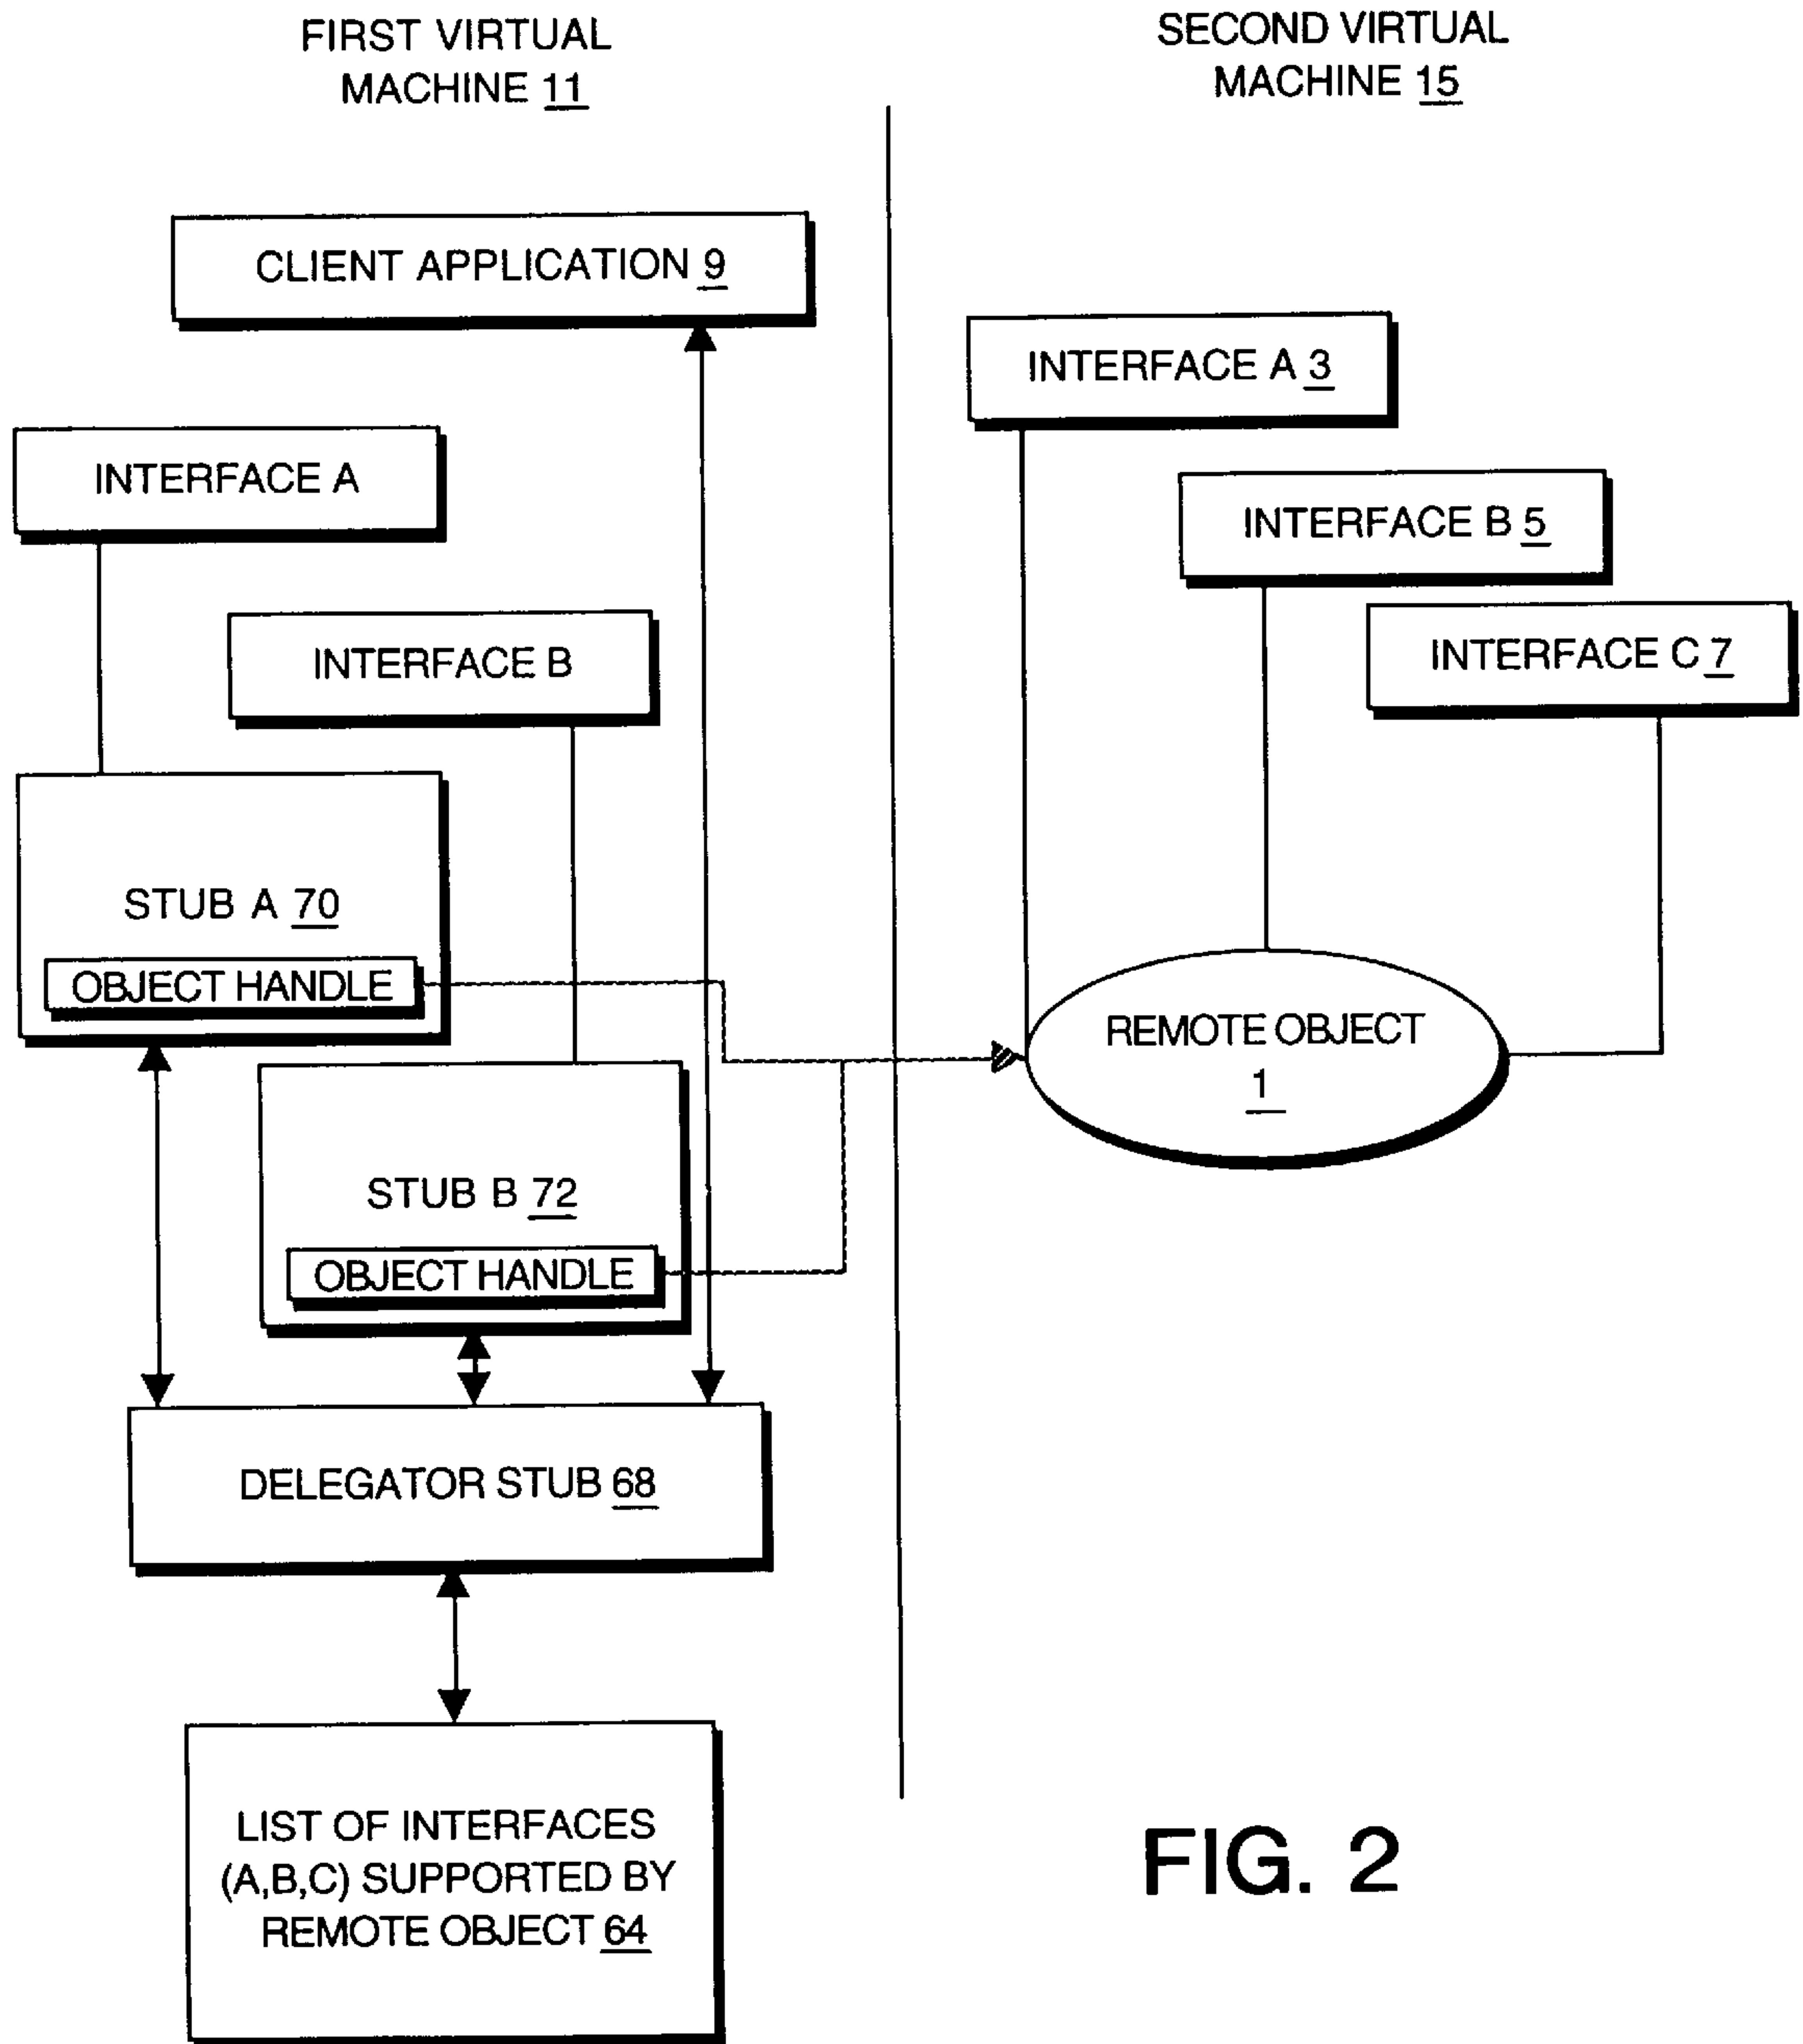 FIRST VIRTUAL
MACHINE 11
SECOND VIRTUAL
MACHINE 15
CLIENT APPLICATION 9
INTERFACE A 3
INTERFACE A
INTERFACE B 5
INTERFACE B
INTERFACE C 7
STUB A 70
OBJECT HANDLE
REMOTE OBJECT
1
STUB B 72
OBJECT HANDLE
DELEGATOR STUB 68
LIST OF INTERFACES
(A,B,C) SUPPORTED BY
REMOTE OBJECT 64
FIG. 2